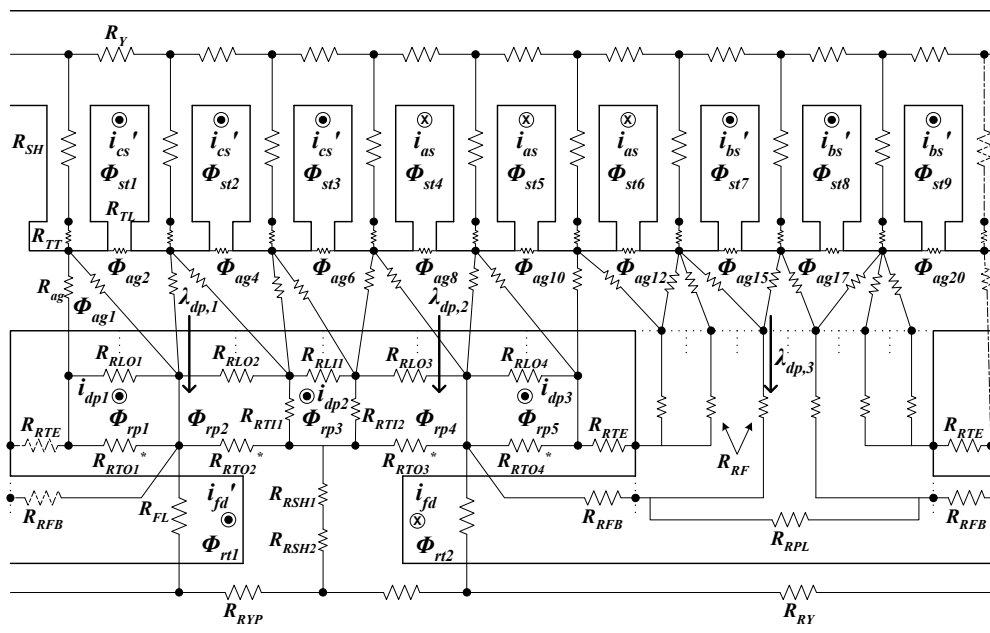 R_Y
i_cs' i_cs' i_cs' i_as i_as i_as i_bs' i_bs' i_bs'
R_SH Φ_st1 Φ_st2 Φ_st3 Φ_st4 Φ_st5 Φ_st6 Φ_st7 Φ_st8 Φ_st9
R_TL
R_TT
Φ_ag2 Φ_ag4 Φ_ag6 Φ_ag8 Φ_ag10 Φ_ag12 Φ_ag15 Φ_ag17 Φ_ag20
R_ag Φ_ag1 λ_dp,1 λ_dp,2
R_RLO1 R_RLO2 R_RLI1 R_RLO3 R_RLO4 λ_dp,3
i_dp1 i_dp2 i_dp3
Φ_rp1 Φ_rp2 R_RTI1 Φ_rp3 R_RTI2 Φ_rp4 Φ_rp5
R_RTE R_RTE R_RTE
R_RTO1* R_RTO2* R_RTO3* R_RTO4* R_RF
R_RFB R_FL i_fd' R_RSH1 i_fd R_RFB R_RFB
R_RSH2 R_RPL
Φ_rt1 Φ_rt2
R_RYP R_RY